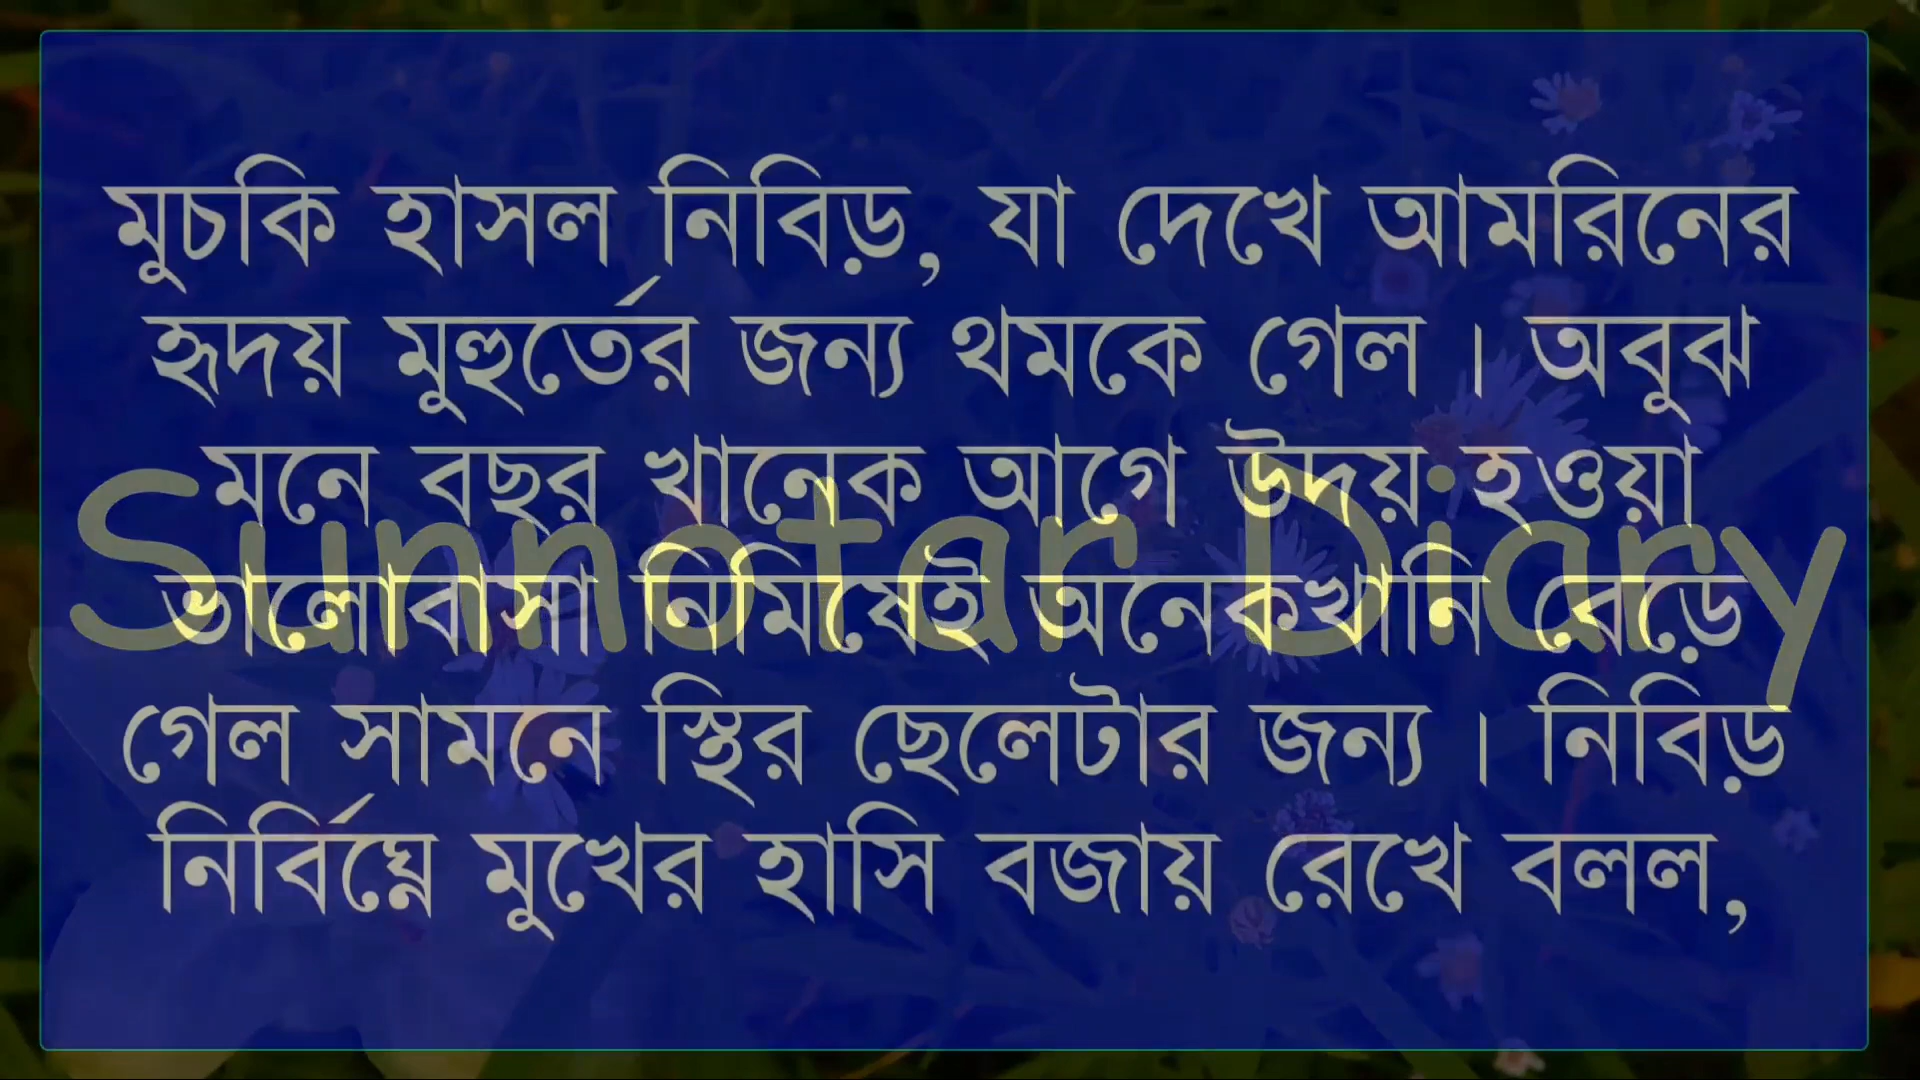 মুচকি হাসল নিবিড়, যা দেখে আমরিনের
হৃদয় মুহুর্তের জন্য থমকে গেল। অবুঝ
মনে বছর খানেক আগে উদয় হওয়া
Sunnotar Diary
ভালোবাসা নিমিষেই অনেকখানি বেড়ে
গেল সামনে স্থির ছেলেটার জন্য। নিবিড়
নির্বিঘ্নে মুখের হাসি বজায় রেখে বলল,